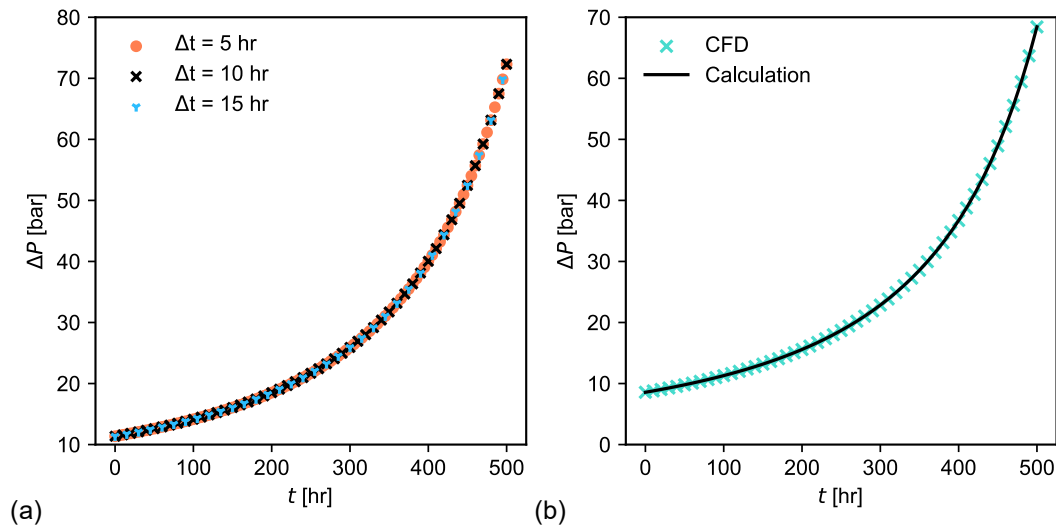 80
70
60
50
40
30
20
10
ΔP [bar]
Δt = 5 hr
Δt = 10 hr
Δt = 15 hr
0 100 200 300 400 500
t [hr]
(a)
70
60
50
40
30
20
10
0
ΔP [bar]
CFD
Calculation
0 100 200 300 400 500
t [hr]
(b)